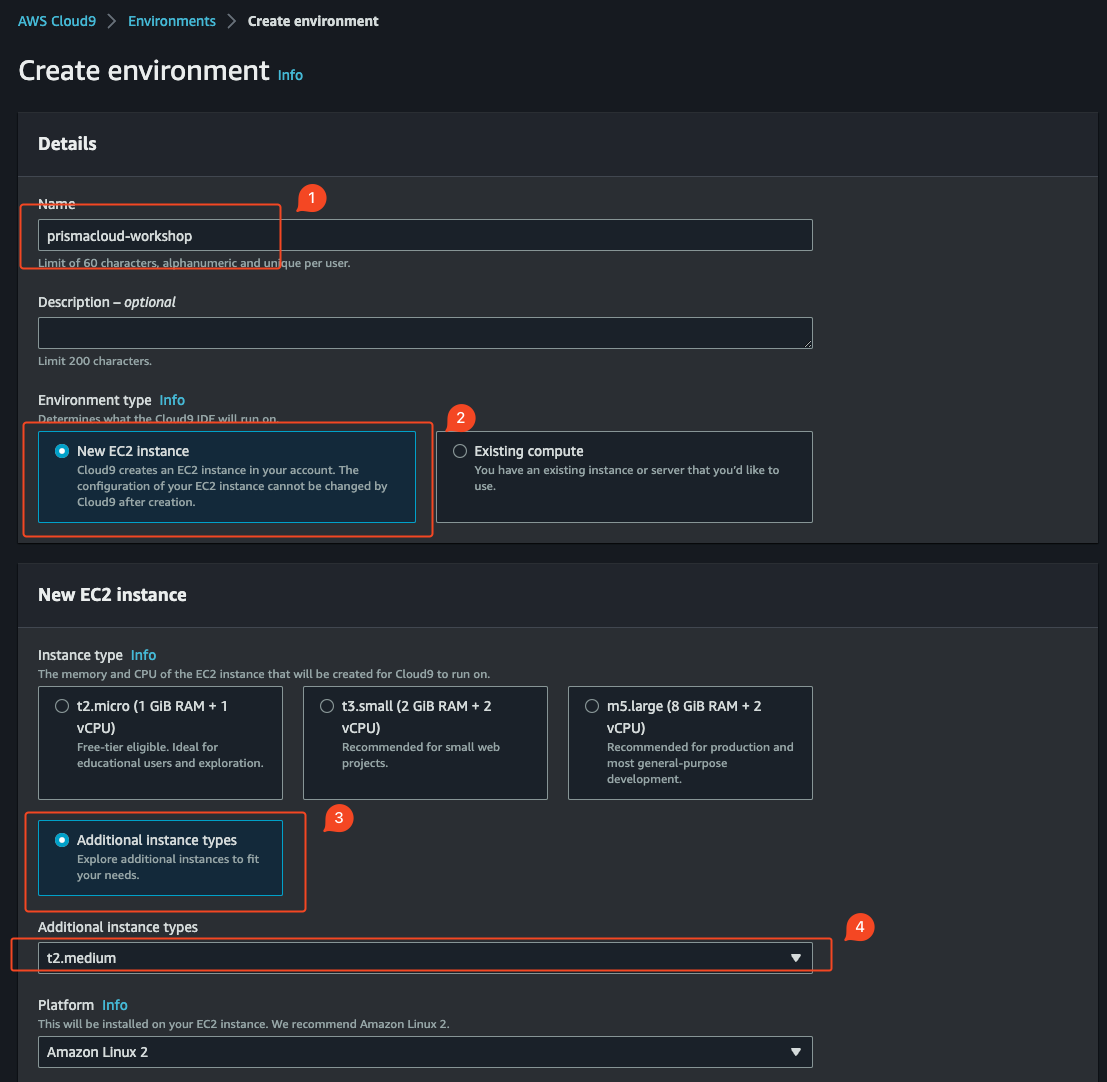 AWS Cloud9 > Environments > Create environment
Create environment Info
Details
1
Name
prismacloud-workshop
Limit of 60 characters, alphanumeric and unique per user.
Description – optional
Limit 200 characters.
Environment type Info
Determines what the Cloud9 IDE will run on.
2
New EC2 instance
Cloud9 creates an EC2 instance in your account. The
configuration of your EC2 instance cannot be changed by
Cloud9 after creation.
Existing compute
You have an existing instance or server that you'd like to
use.
New EC2 instance
Instance type Info
The memory and CPU of the EC2 instance that will be created for Cloud9 to run on.
t2.micro (1 GiB RAM + 1
vCPU)
Free-tier eligible. Ideal for
educational users and exploration.
t3.small (2 GiB RAM + 2
vCPU)
Recommended for small web
projects.
m5.large (8 GiB RAM + 2
vCPU)
Recommended for production and
most general-purpose
development.
3
Additional instance types
Explore additional instances to fit
your needs.
Additional instance types
4
t2.medium
Platform Info
This will be installed on your EC2 instance. We recommend Amazon Linux 2.
Amazon Linux 2